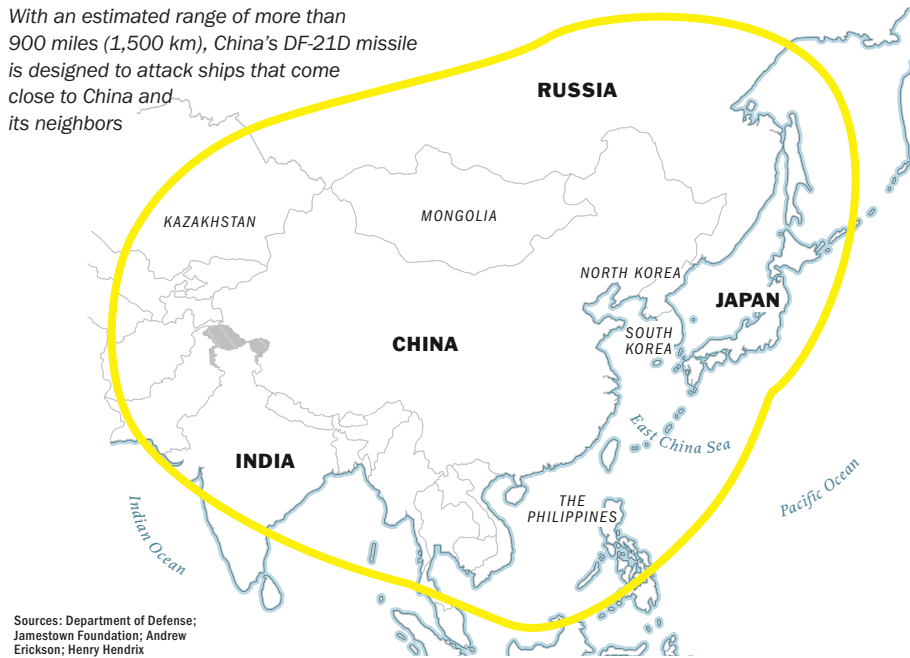 With an estimated range of more than
900 miles (1,500 km), China's DF-21D missile
is designed to attack ships that come
close to China and
its neighbors
RUSSIA
KAZAKHSTAN
MONGOLIA
NORTH KOREA
JAPAN
SOUTH
KOREA
CHINA
East China Sea
INDIA
Pacific Ocean
THE
PHILIPPINES
Indian Ocean
Sources: Department of Defense;
Jamestown Foundation; Andrew
Erickson; Henry Hendrix